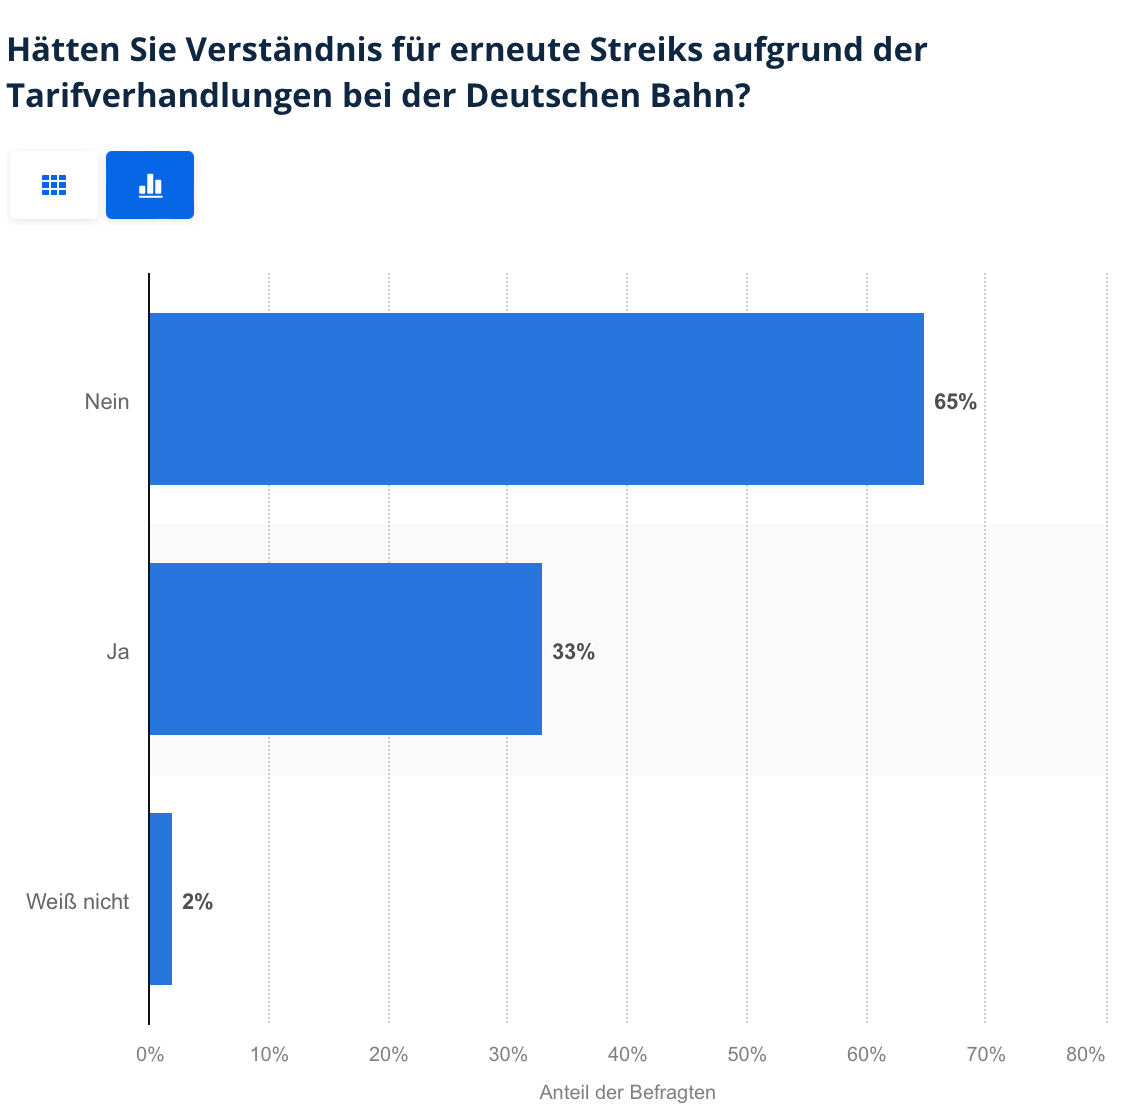 Hätten Sie Verständnis für erneute Streiks aufgrund der
Tarifverhandlungen bei der Deutschen Bahn?
Nein
65%
Ja
33%
Weiß nicht
2%
0% 10% 20% 30% 40% 50% 60% 70% 80%
Anteil der Befragten